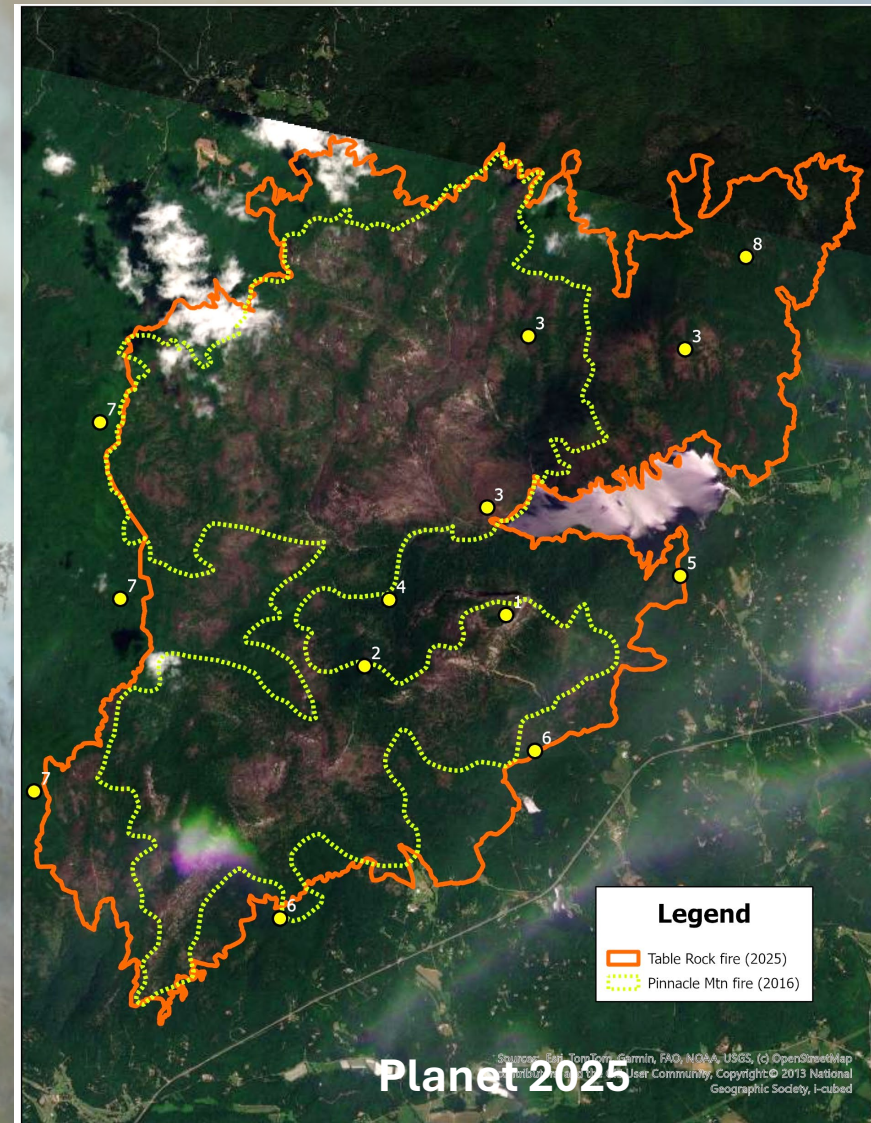 8
3
3
7
3
5
4
1
7
2
6
7
6
Legend
Table Rock fire (2025)
Pinnacle Mtn fire (2016)
Planet 2025
Sources: Esri, TomTom, Garmin, FAO, NOAA, USGS, (c) OpenStreetMap
User Community, Copyright:© 2013 National
Geographic Society, i-cubed